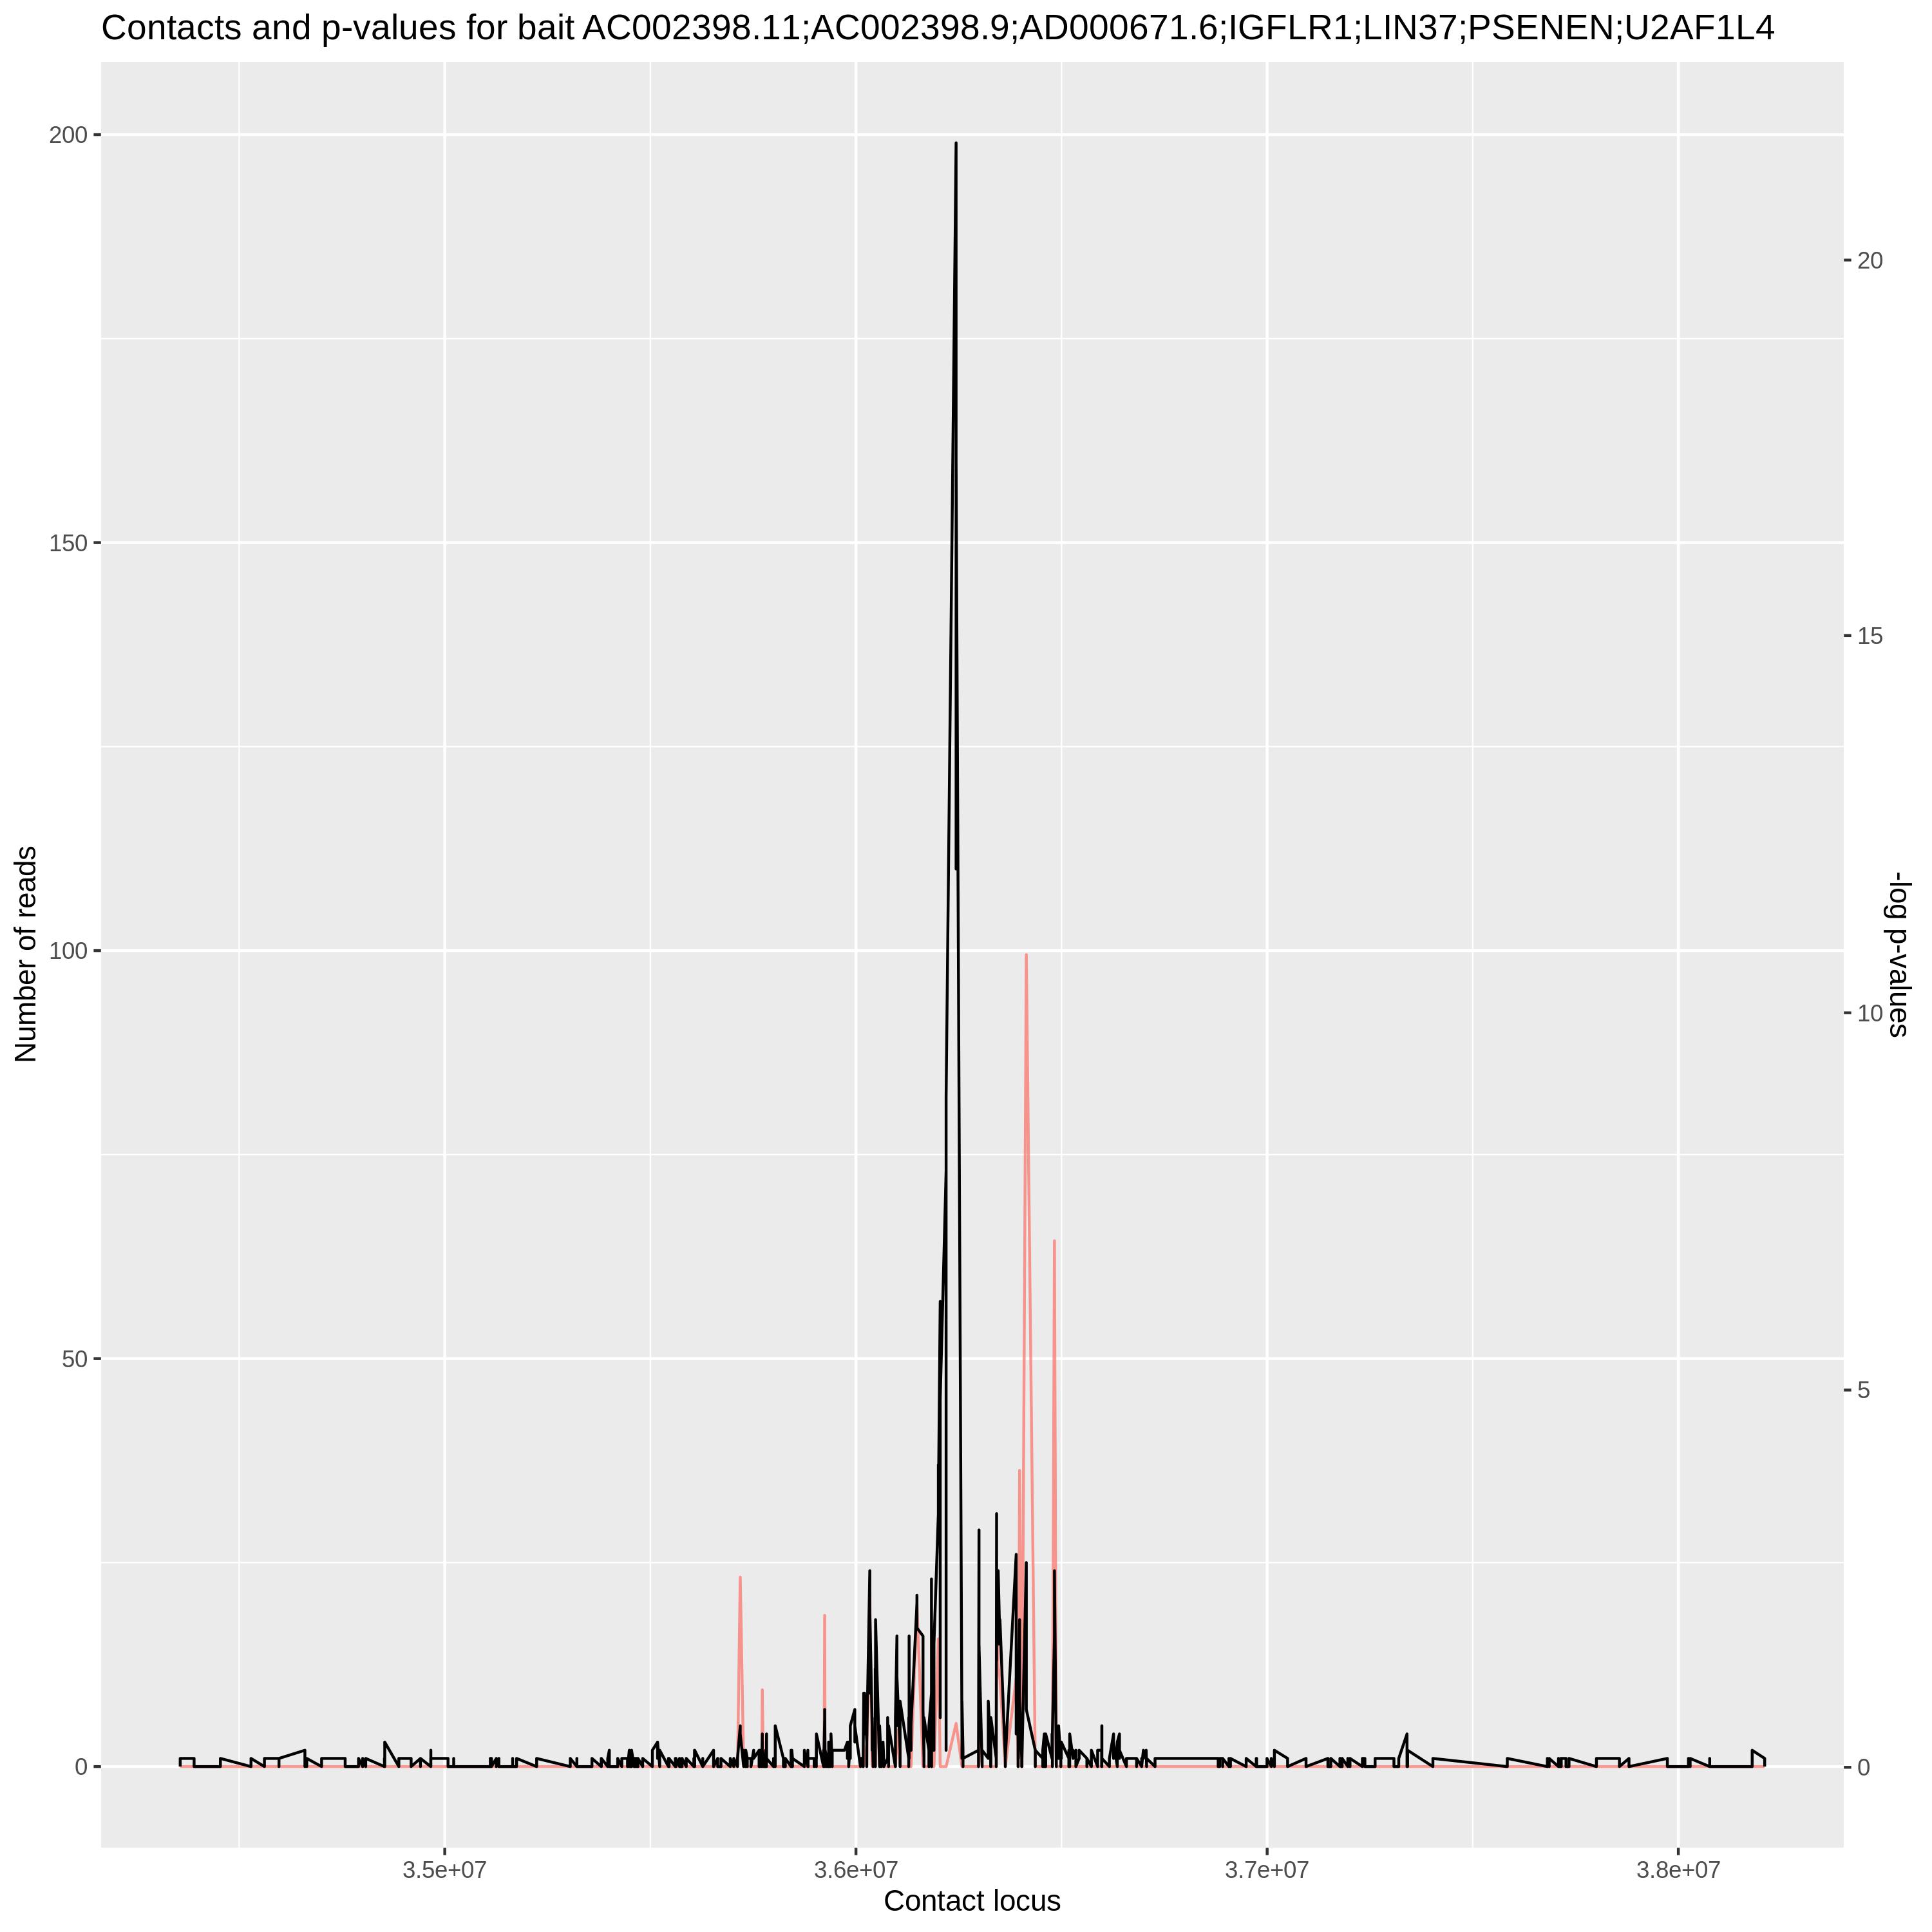 Contacts and p-values for bait AC002398.11;AC002398.9;AD000671.6;IGFLR1;LIN37;PSENEN;U2AF1L4
200
150
100
50
0
Number of reads
20
15
10
5
0
-log p-values
3.5e+07 3.6e+07 3.7e+07 3.8e+07
Contact locus